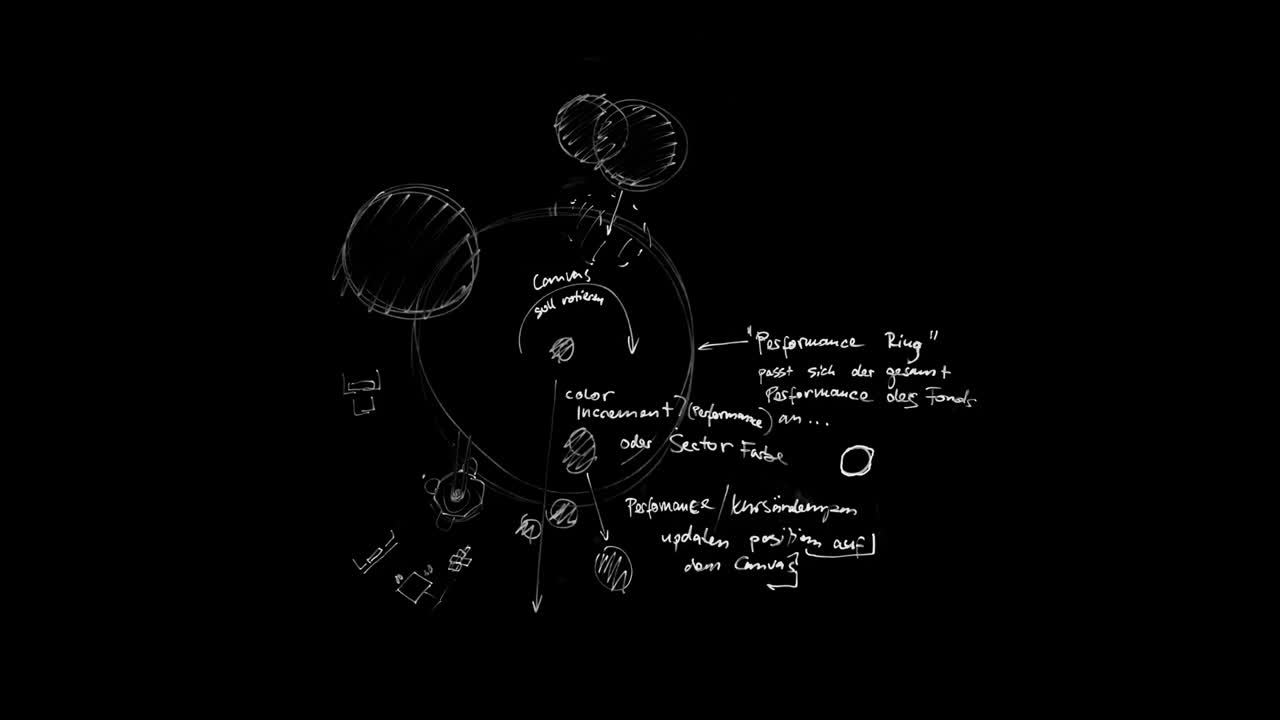 Canvas
soll rotieren
"Performance Ring"
passt sich der gesamt
Performance des Fonds
an...
color
Increment? (Performance)
oder Sector Farbe
Performance/Kursänderungen
updaten position auf
dem Canvas